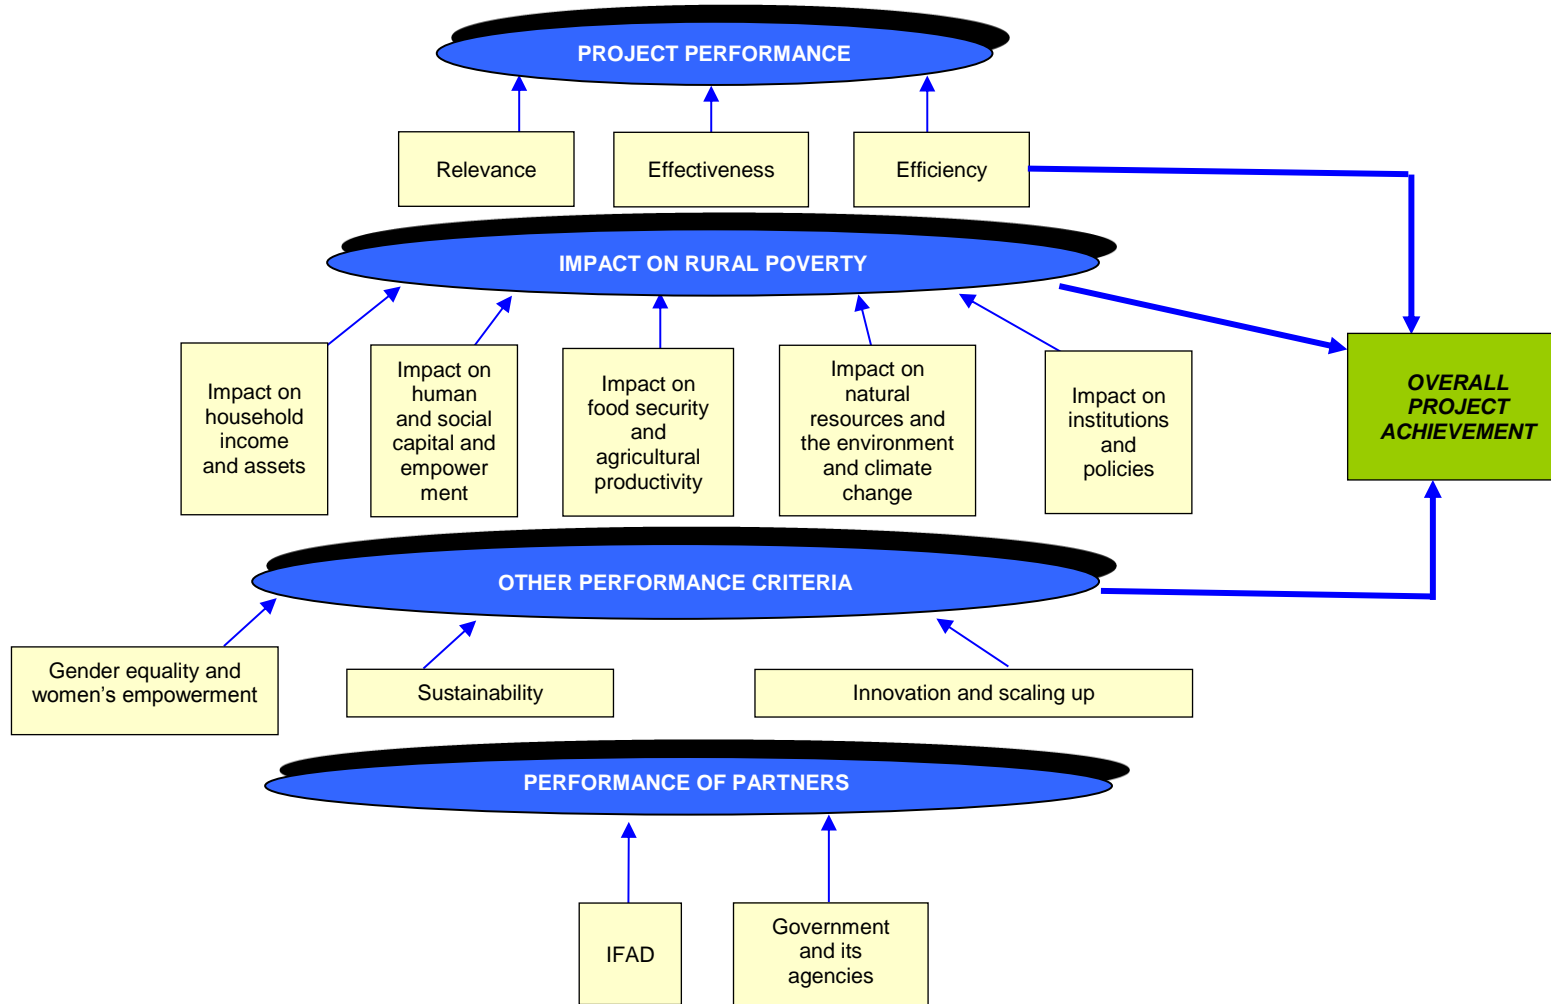 PROJECT PERFORMANCE
Relevance
Effectiveness
Efficiency
IMPACT ON RURAL POVERTY
Impact on
household
income
and assets
Impact on
human
and social
capital and
empower
ment
Impact on
food security
and
agricultural
productivity
Impact on
natural
resources and
the environment
and climate
change
Impact on
institutions
and
policies
OVERALL
PROJECT
ACHIEVEMENT
OTHER PERFORMANCE CRITERIA
Gender equality and
women’s empowerment
Sustainability
Innovation and scaling up
PERFORMANCE OF PARTNERS
IFAD
Government
and its
agencies